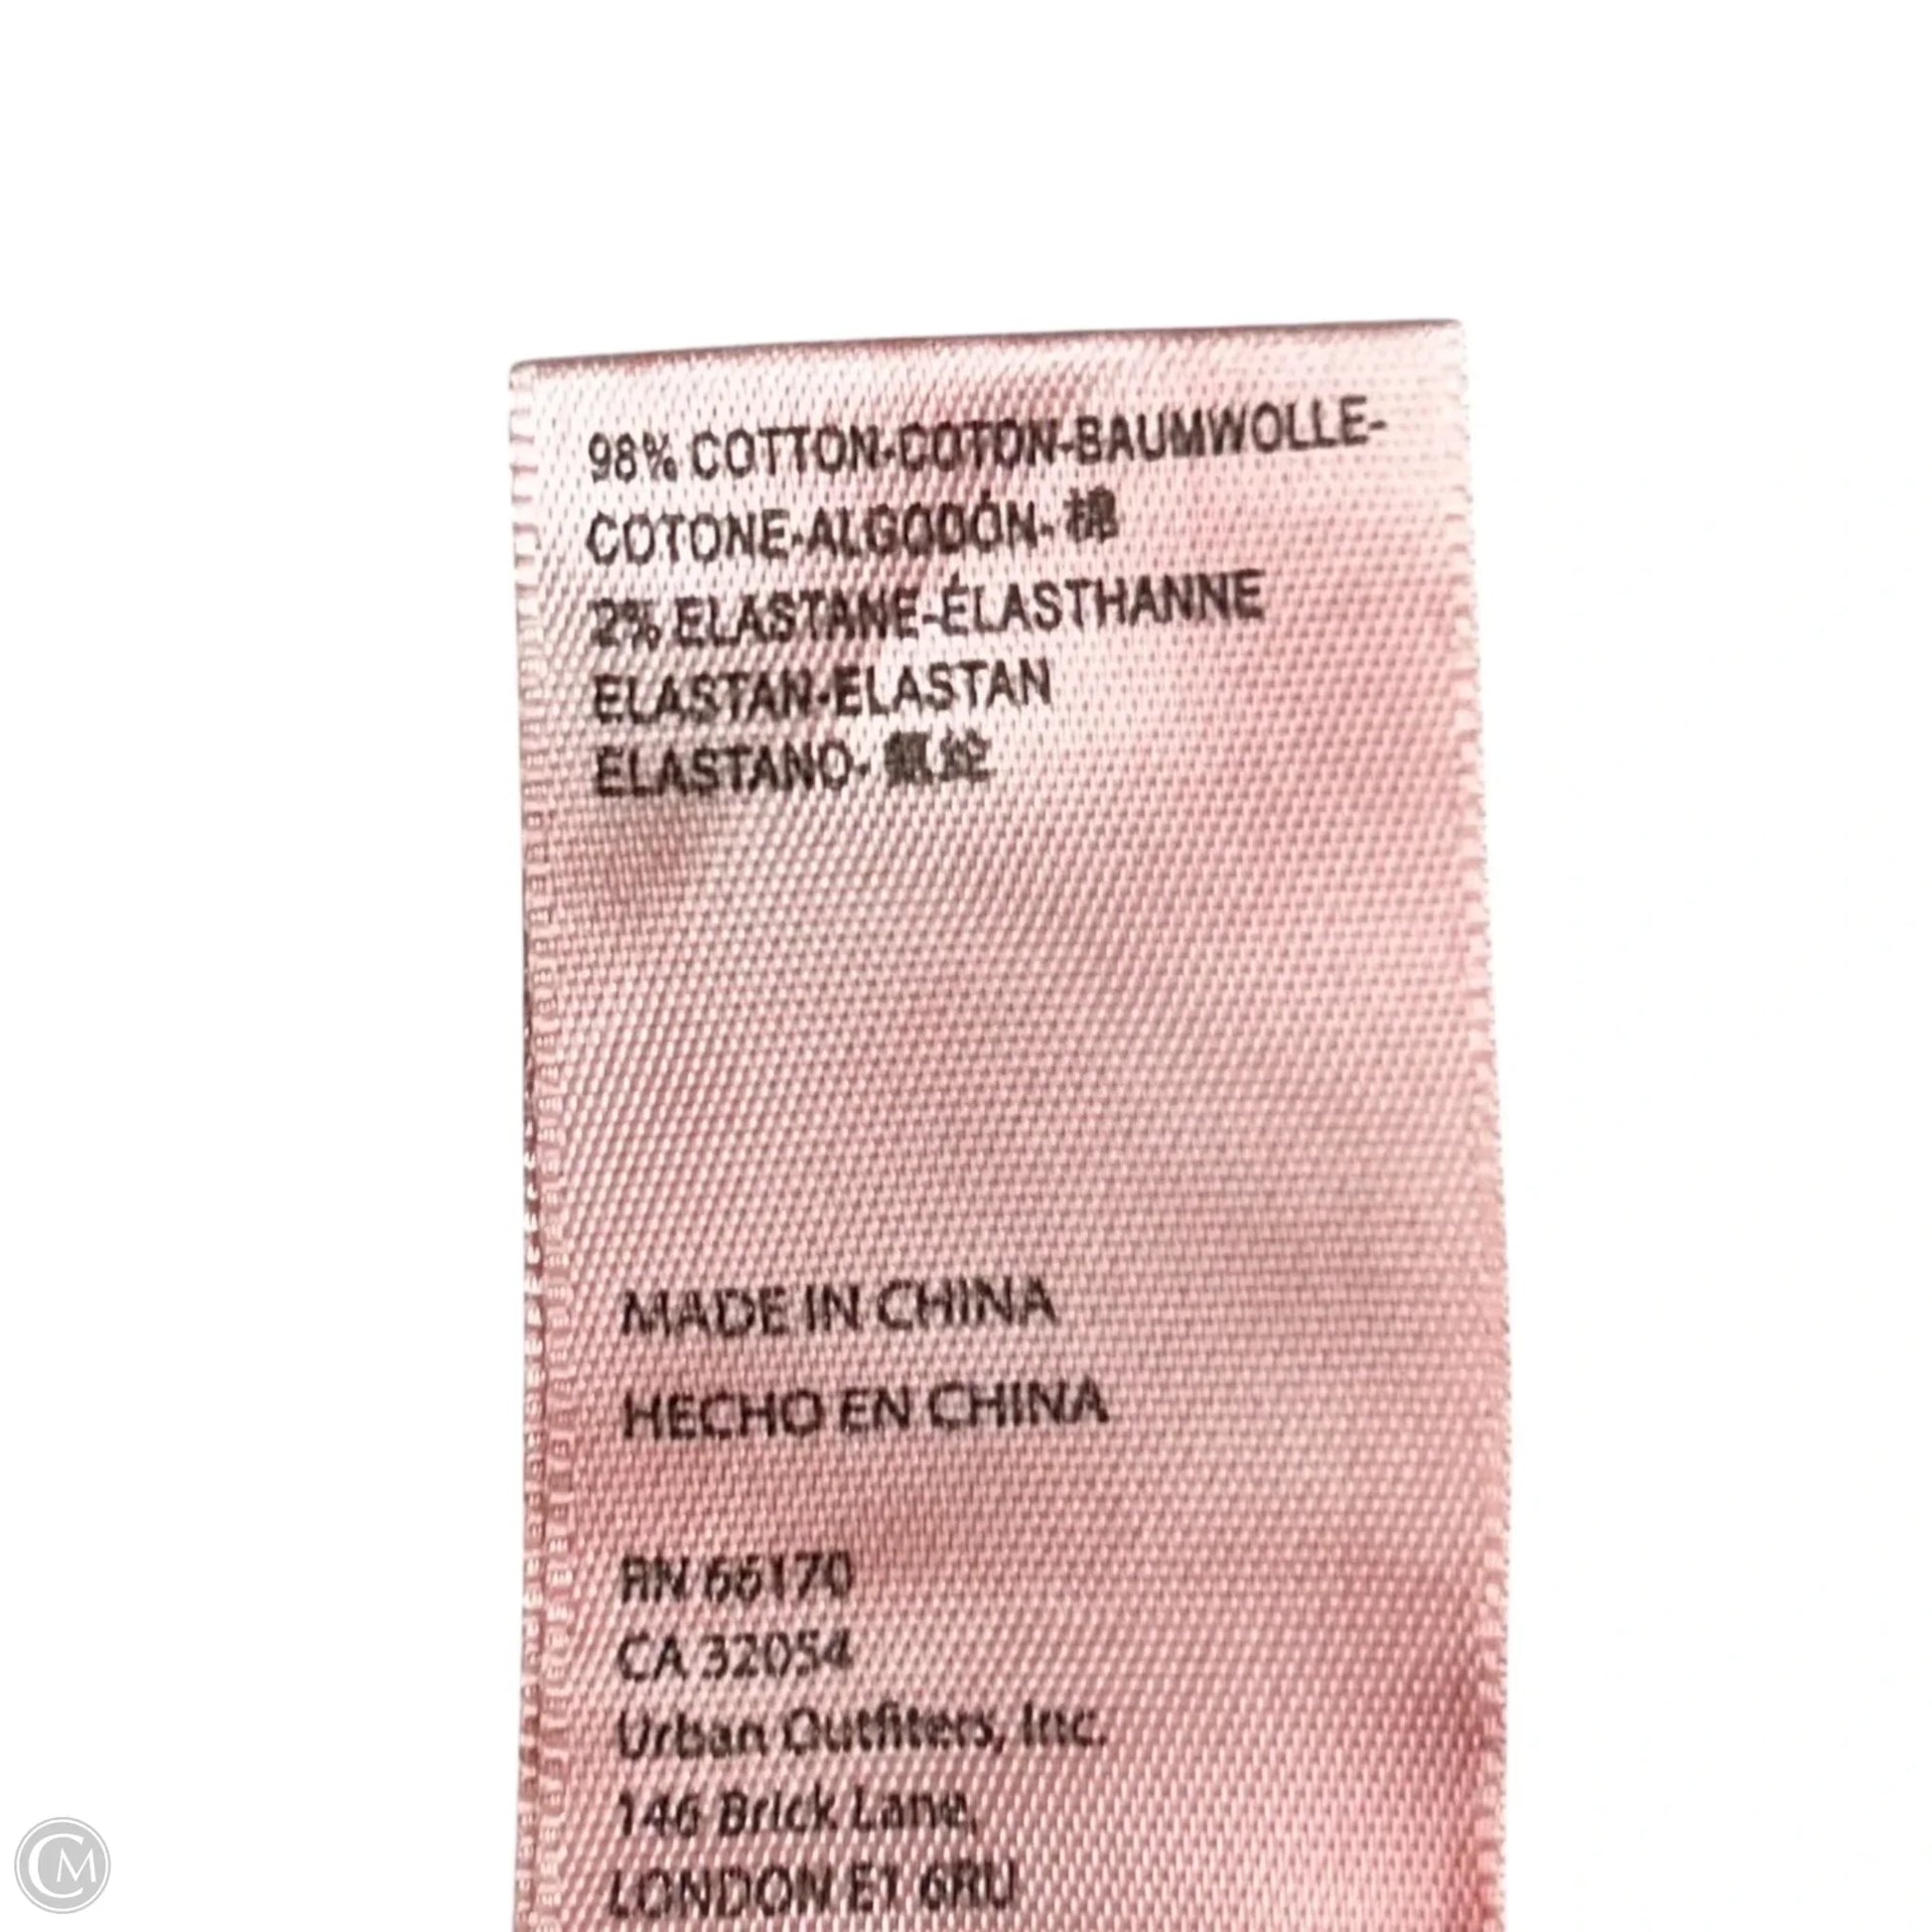 98% COTTON-COTON-BAUMWOLLE-
COTONE-ALGODÓN-棉
2% ELASTANE-ÉLASTHANNE
ELASTAN-ELASTAN
ELASTANO-氨纶
MADE IN CHINA
HECHO EN CHINA
RN 66170
CA 32054
Urban Outfitters, Inc.
146 Brick Lane,
LONDON E1 6RU
CM